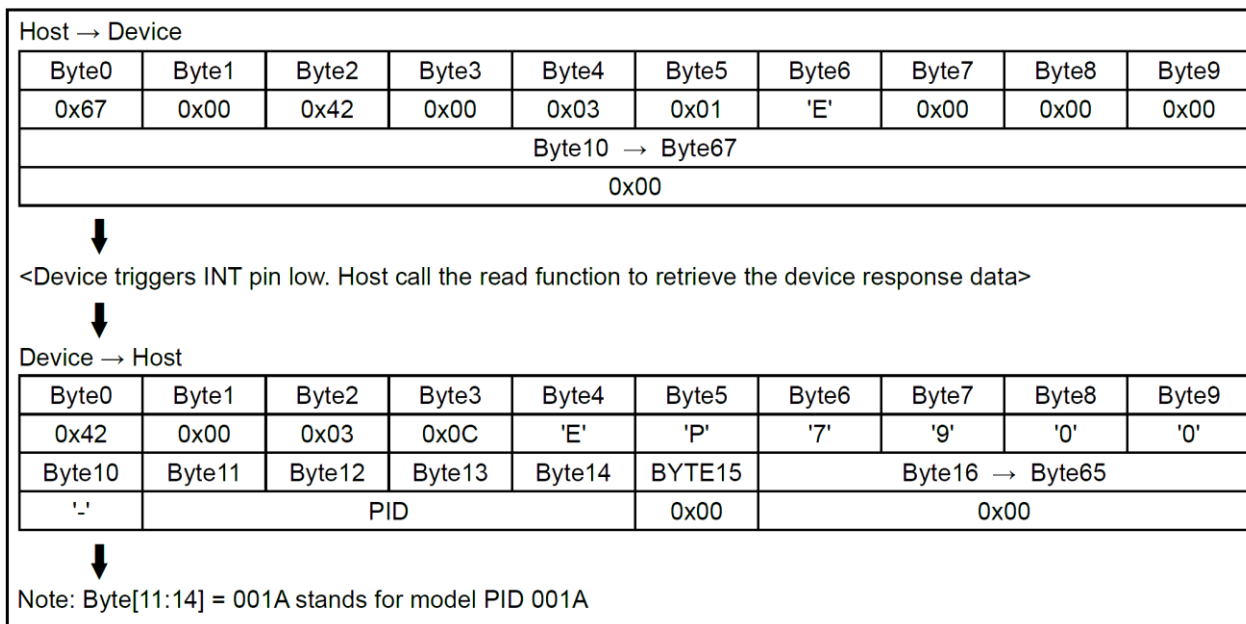 Host → Device
Byte0 Byte1 Byte2 Byte3 Byte4 Byte5 Byte6 Byte7 Byte8 Byte9
0x67 0x00 0x42 0x00 0x03 0x01 'E' 0x00 0x00 0x00
Byte10 → Byte67
0x00
<Device triggers INT pin low. Host call the read function to retrieve the device response data>
Device → Host
Byte0 Byte1 Byte2 Byte3 Byte4 Byte5 Byte6 Byte7 Byte8 Byte9
0x42 0x00 0x03 0x0C 'E' 'P' '7' '9' '0' '0'
Byte10 Byte11 Byte12 Byte13 Byte14 BYTE15 Byte16 → Byte65
'-' PID 0x00 0x00
Note: Byte[11:14] = 001A stands for model PID 001A